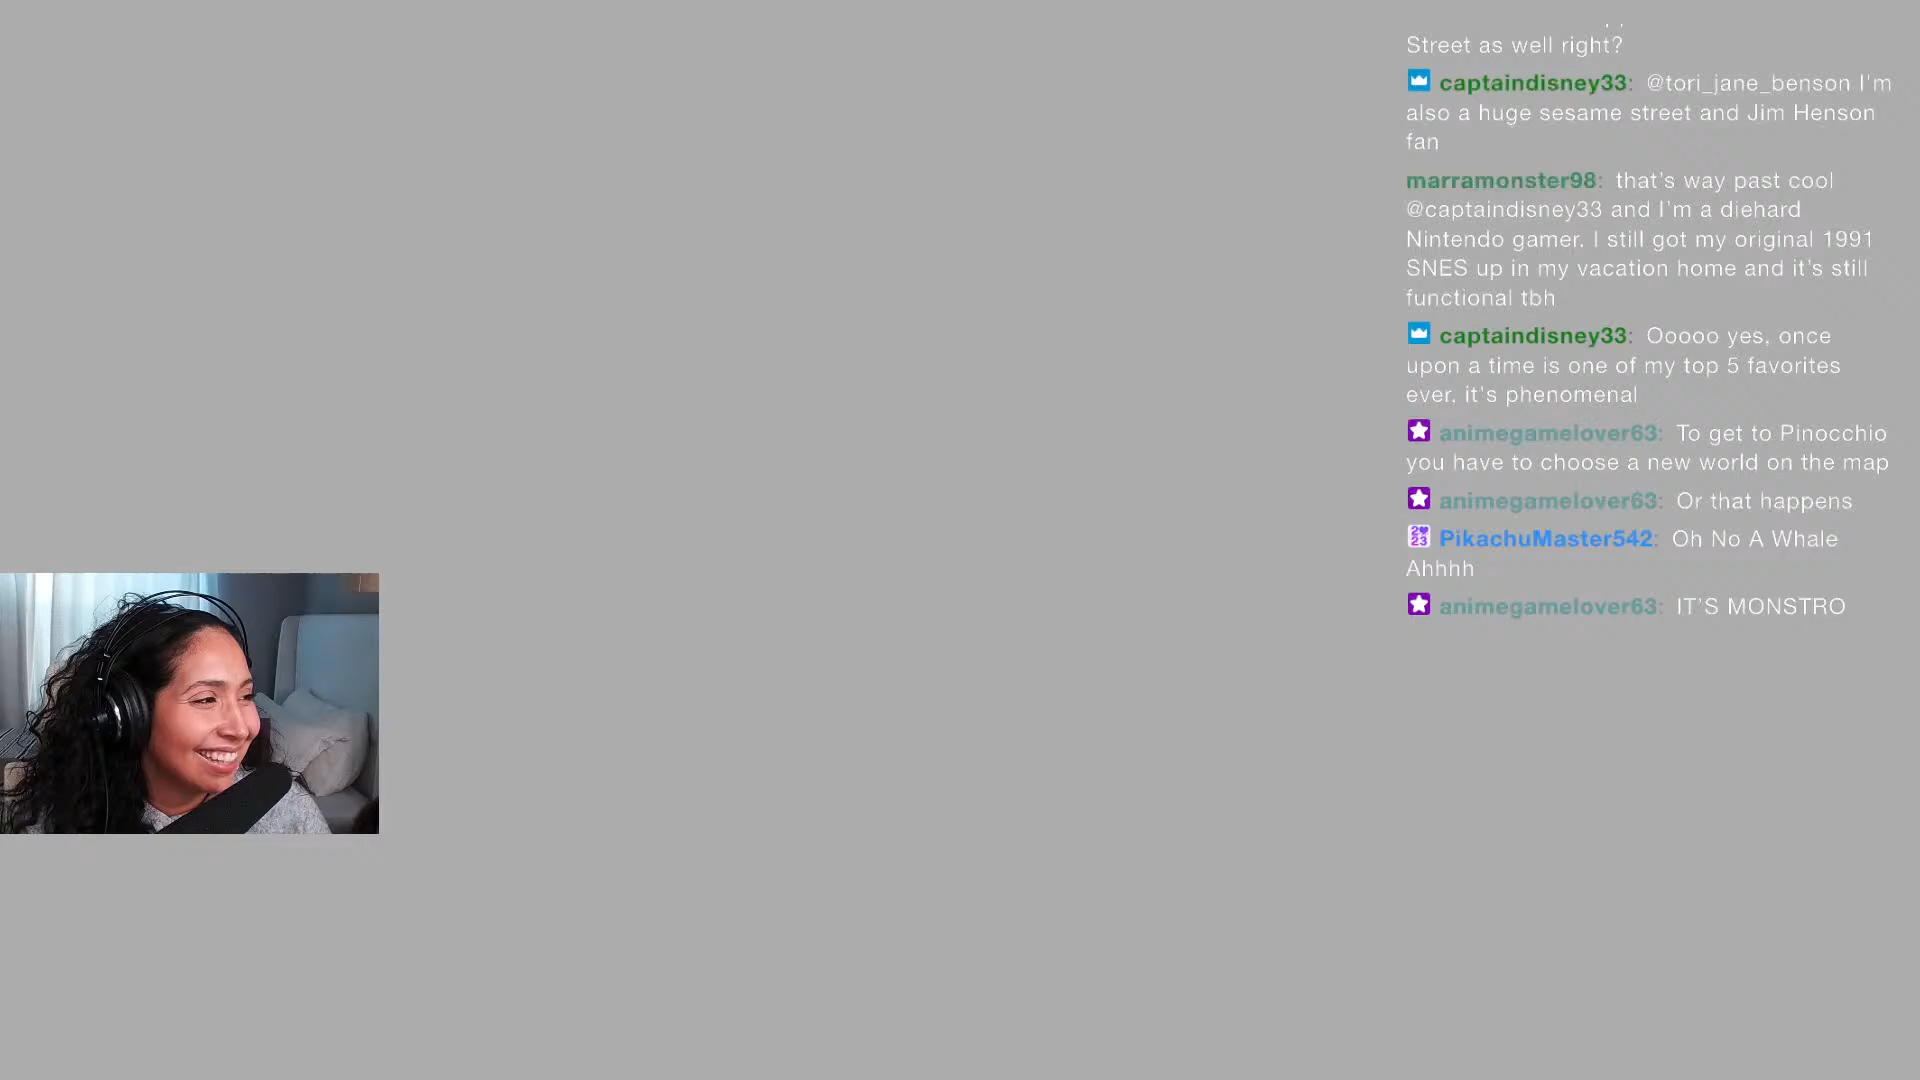 Street as well right?
captaindisney33: @tori_jane_benson I'm
also a huge sesame street and Jim Henson
fan
marramonster98: that's way past cool
@captaindisney33 and I'm a diehard
Nintendo gamer. I still got my original 1991
SNES up in my vacation home and it's still
functional tbh
captaindisney33: Ooooo yes, once
upon a time is one of my top 5 favorites
ever, it's phenomenal
animegamelover63: To get to Pinocchio
you have to choose a new world on the map
animegamelover63: Or that happens
PikachuMaster542: Oh No A Whale
Ahhhh
animegamelover63: IT'S MONSTRO